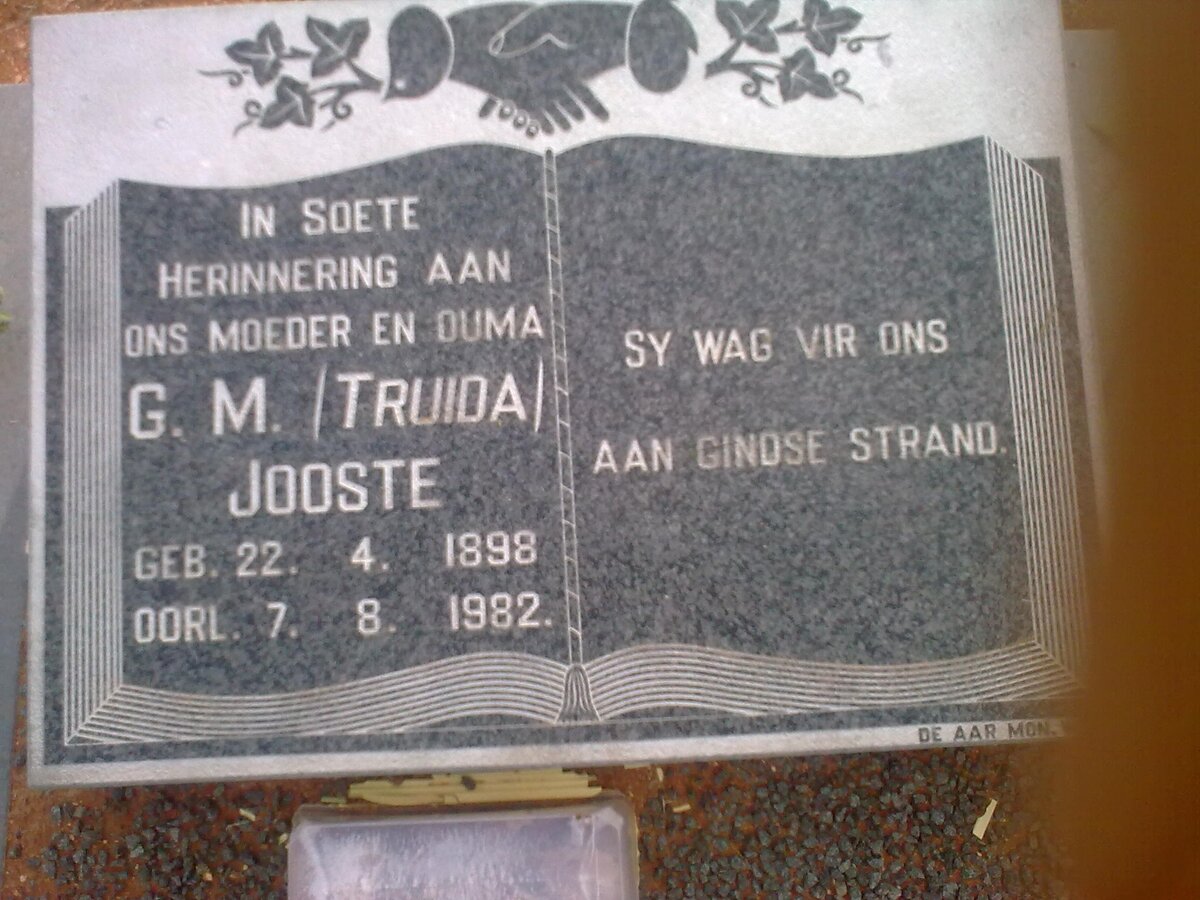 IN SOETE
HERINNERING AAN
ONS MOEDER EN OUMA
G. M. (TRUIDA)
JOOSTE
GEB. 22. 4. 1898
OORL. 7. 8. 1982.
SY WAG VIR ONS
AAN GINDSE STRAND.
DE AAR MON.